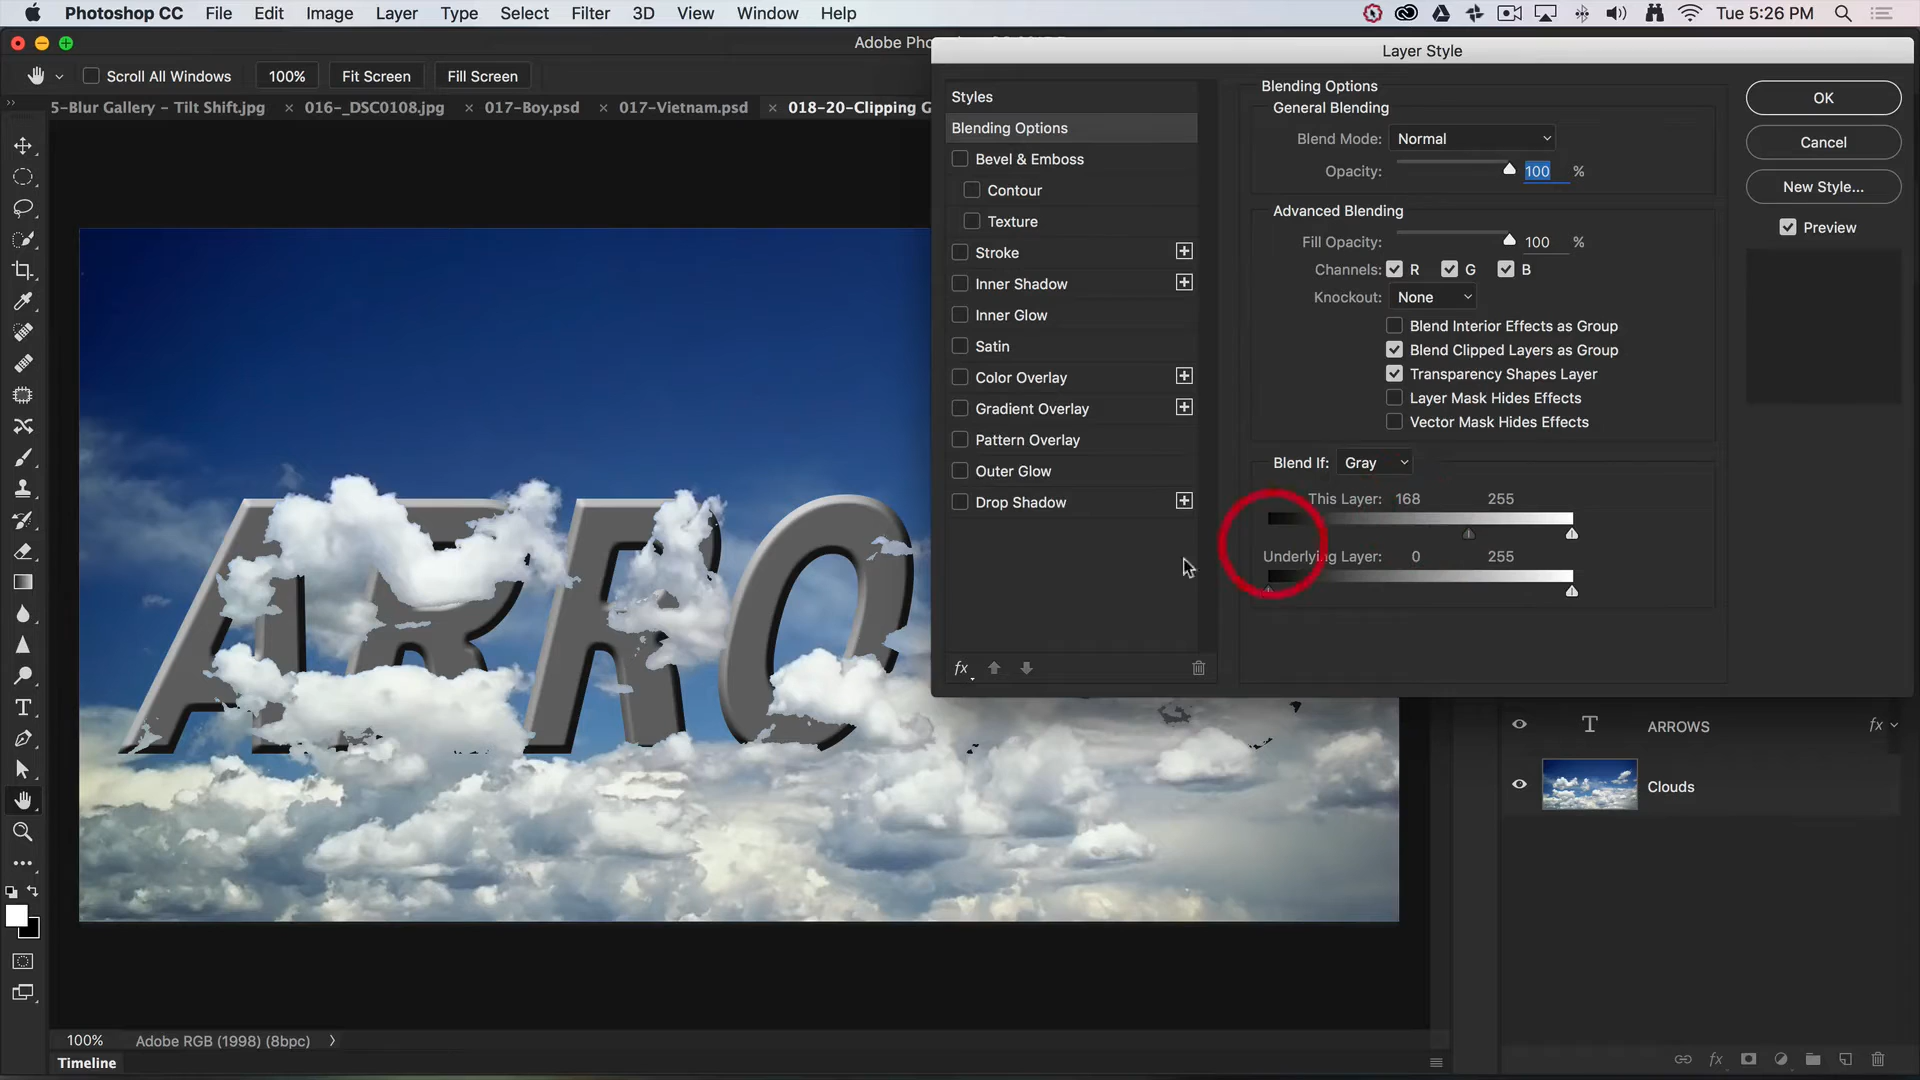 Photoshop CC File Edit Image Layer Type Select Filter 3D View Window Help Tue 5:26 PM
Adobe Pho
Layer Style
Scroll All Windows 100% Fit Screen Fill Screen
5-Blur Gallery - Tilt Shift.jpg × 016-_DSC0108.jpg × 017-Boy.psd × 017-Vietnam.psd × 018-20-Clipping G
Styles
Blending Options
Bevel & Emboss
Contour
Texture
Stroke
Inner Shadow
Inner Glow
Satin
Color Overlay
Gradient Overlay
Pattern Overlay
Outer Glow
Drop Shadow
fx
Blending Options
General Blending
Blend Mode: Normal
Opacity: 100 %
Advanced Blending
Fill Opacity: 100 %
Channels: R G B
Knockout: None
Blend Interior Effects as Group
Blend Clipped Layers as Group
Transparency Shapes Layer
Layer Mask Hides Effects
Vector Mask Hides Effects
Blend If: Gray
This Layer: 168 255
Underlying Layer: 0 255
OK
Cancel
New Style...
Preview
ARRO
T ARROWS fx
Clouds
100% Adobe RGB (1998) (8bpc)
Timeline
fx